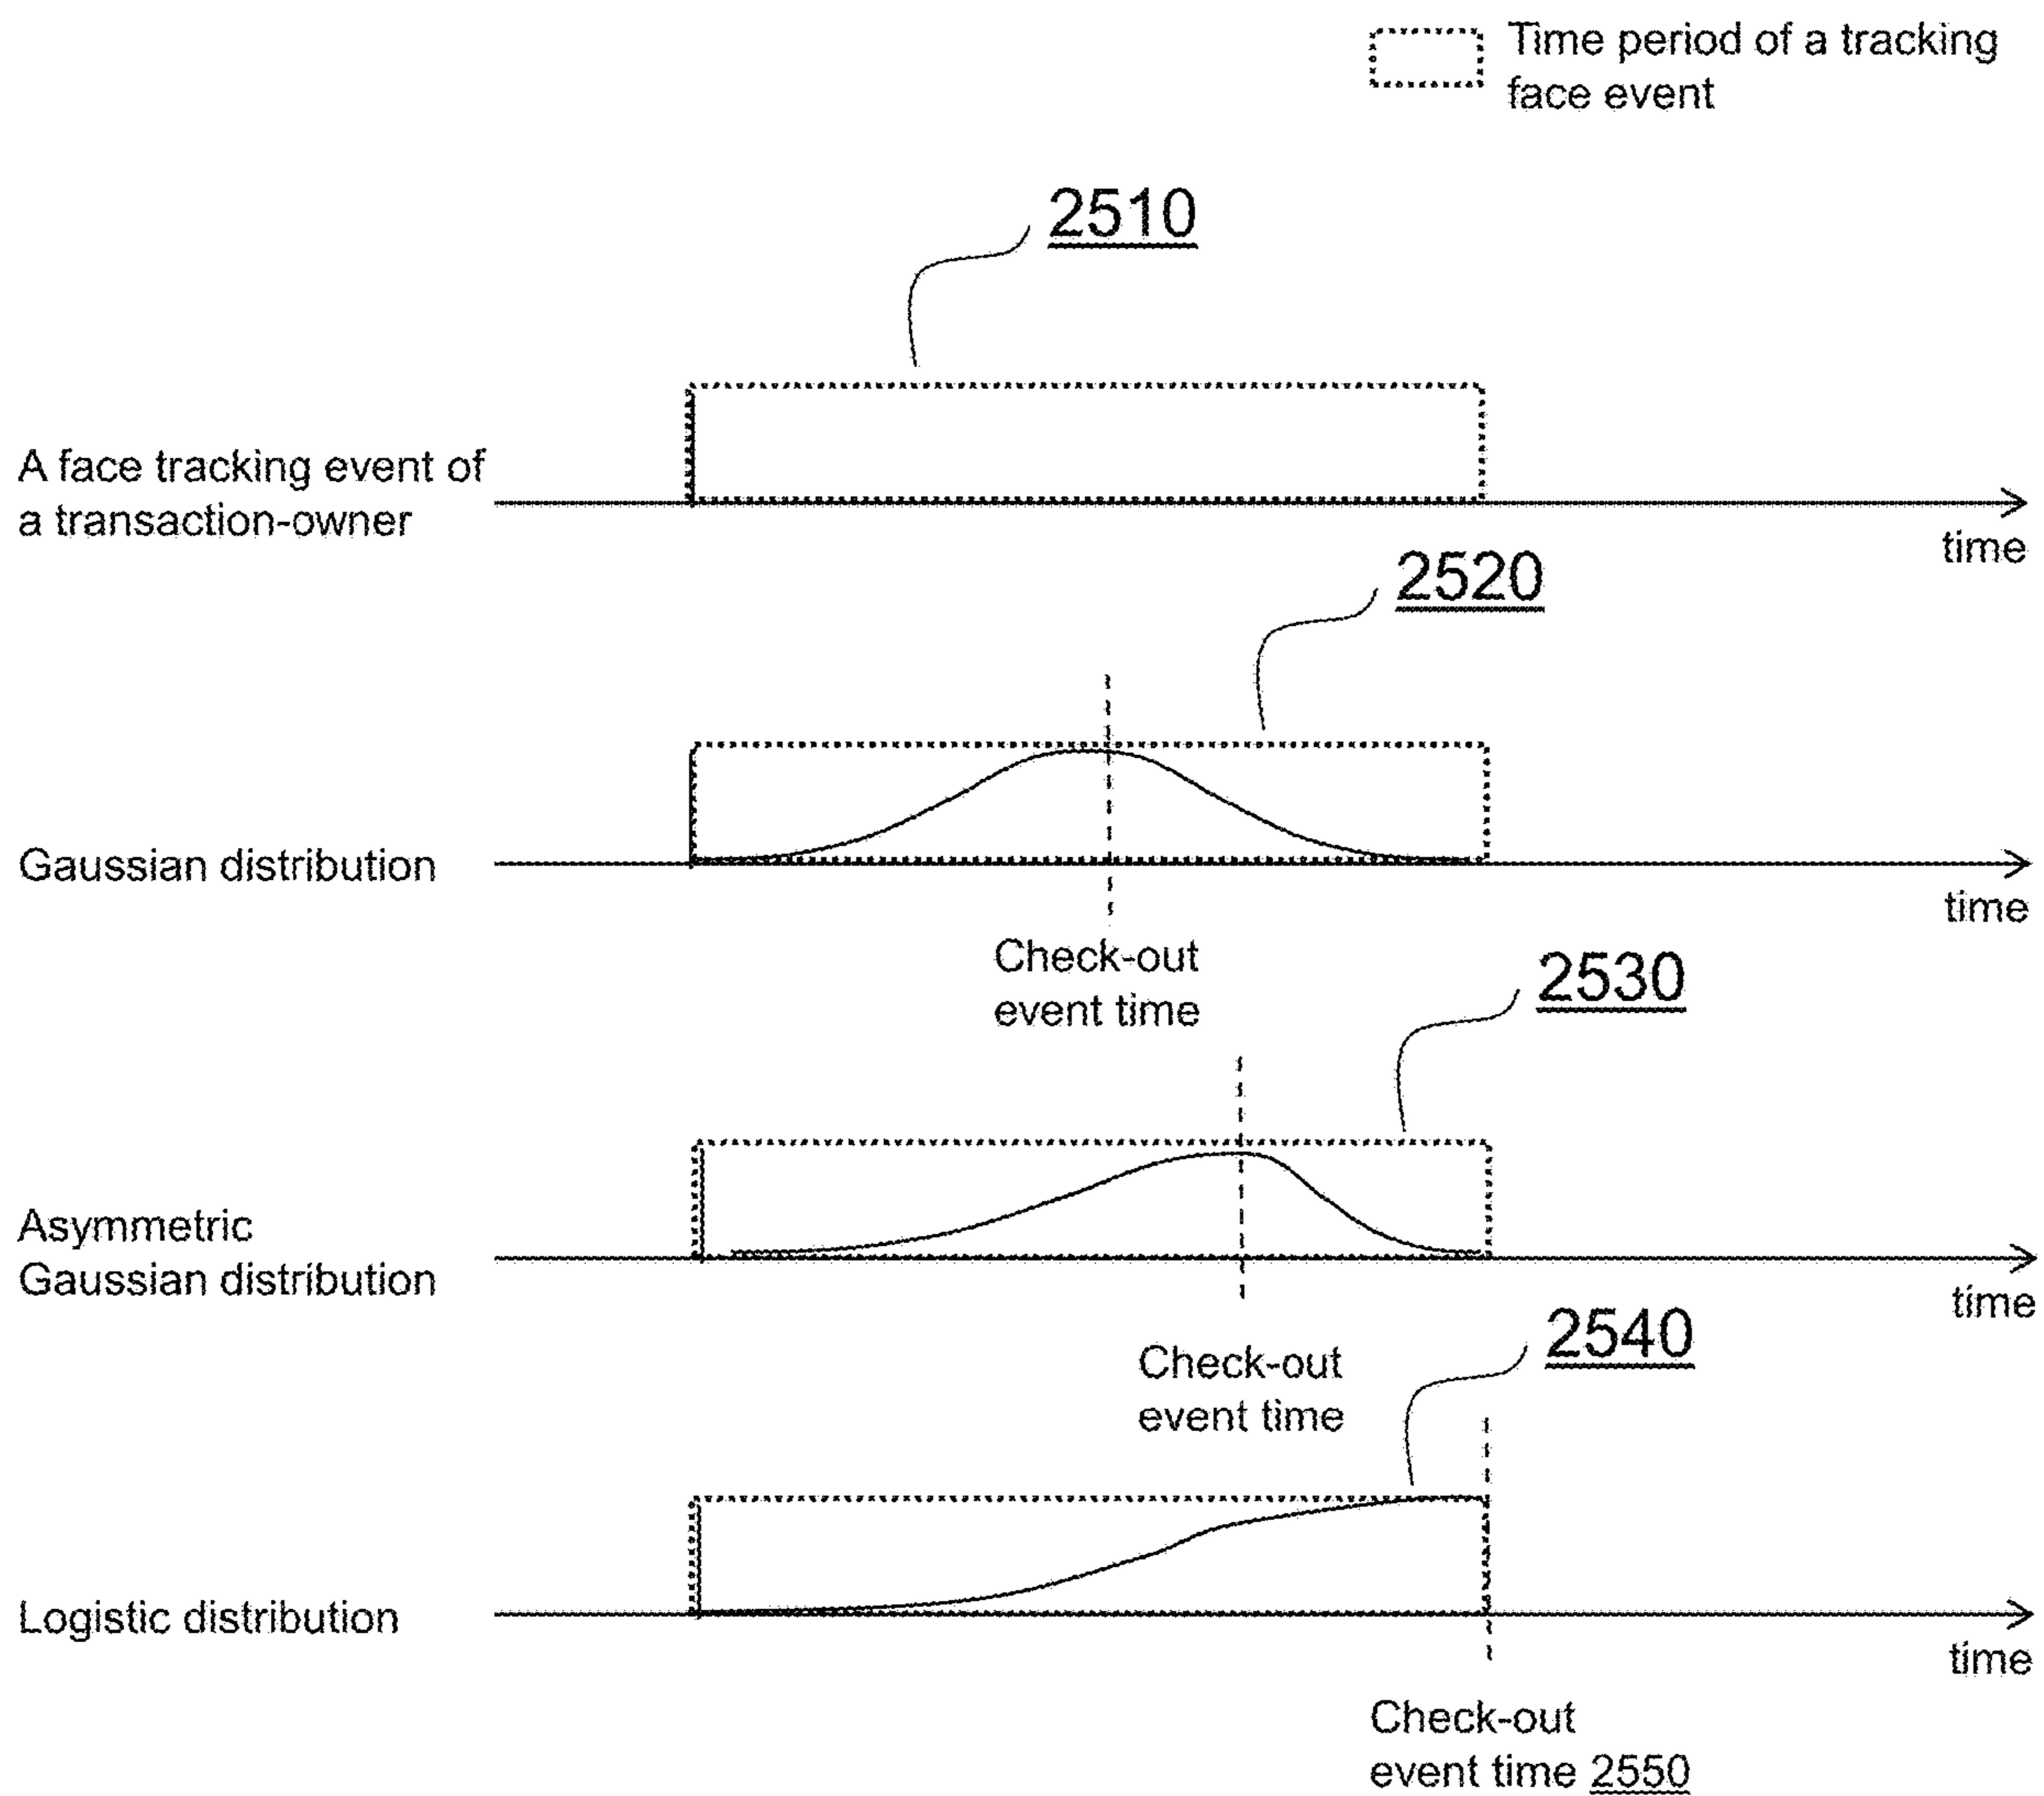 Time period of a tracking
face event
2510
A face tracking event of
a transaction-owner
time
2520
Gaussian distribution
time
Check-out
event time
2530
Asymmetric
Gaussian distribution
time
Check-out
event time
2540
Logistic distribution
time
Check-out
event time 2550